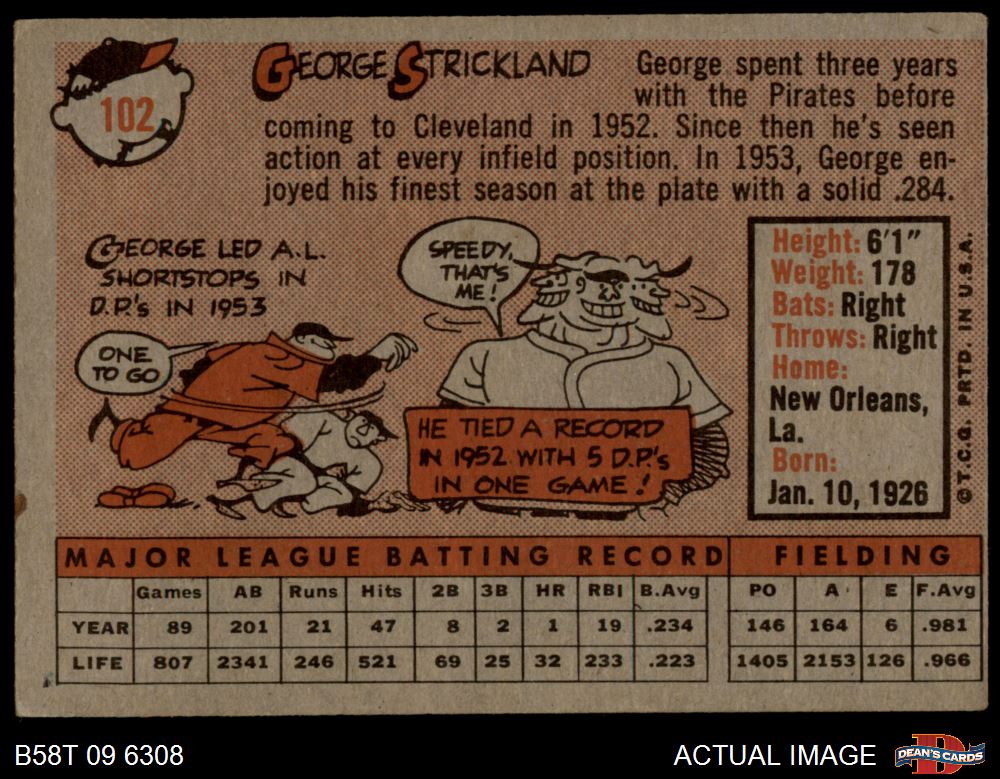 102
GEORGE STRICKLAND
George spent three years
with the Pirates before
coming to Cleveland in 1952. Since then he's seen
action at every infield position. In 1953, George en-
joyed his finest season at the plate with a solid .284.
GEORGE LED A.L.
SHORTSTOPS IN
D.P.'s IN 1953
ONE
TO GO
SPEEDY,
THAT'S
ME!
HE TIED A RECORD
IN 1952 WITH 5 D.P.'s
IN ONE GAME!
Height: 6'1"
Weight: 178
Bats: Right
Throws: Right
Home:
New Orleans,
La.
Born:
Jan. 10, 1926
© T.C.G. PRTD. IN U.S.A.
MAJOR LEAGUE BATTING RECORD FIELDING
Games AB Runs Hits 2B 3B HR RBI B.Avg PO A E F.Avg
YEAR 89 201 21 47 8 2 1 19 .234 146 164 6 .981
LIFE 807 2341 246 521 69 25 32 233 .223 1405 2153 126 .966
B58T 09 6308
ACTUAL IMAGE
D
DEAN'S CARDS